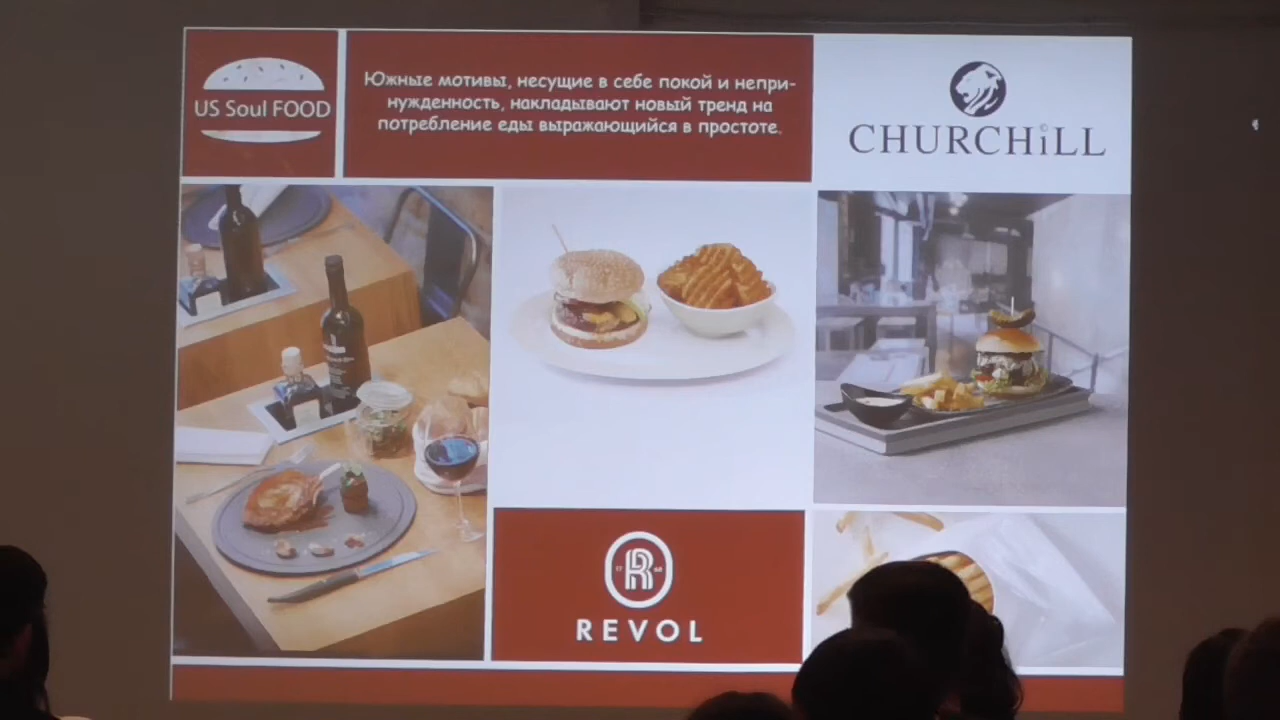 US Soul FOOD
Южные мотивы, несущие в себе покой и непри-
нужденность, накладывают новый тренд на
потребление еды выражающийся в простоте.
CHURCHiLL
R
REVOL